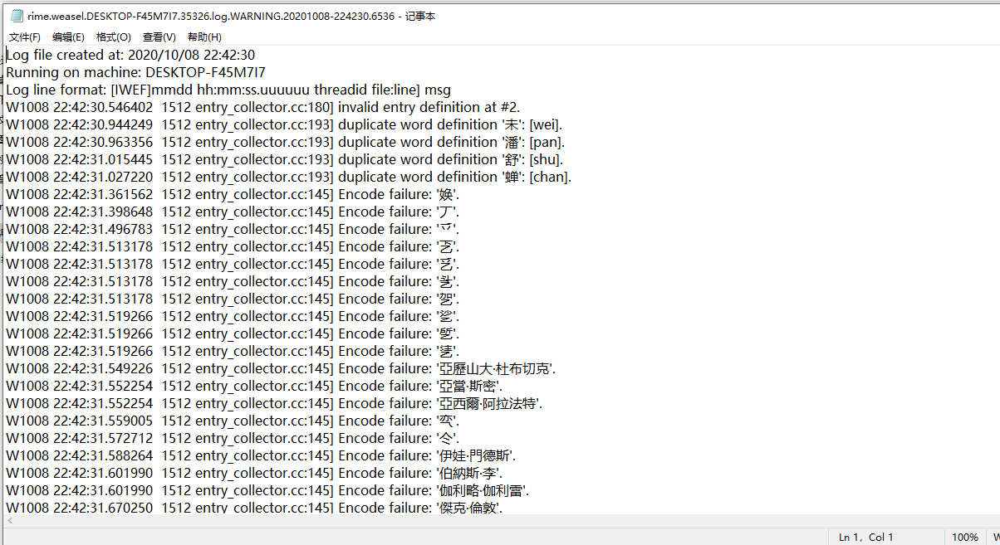 rime.weasel.DESKTOP-F45M7I7.35326.log.WARNING.20201008-224230.6536 - 记事本
文件(F) 编辑(E) 格式(O) 查看(V) 帮助(H)
Log file created at: 2020/10/08 22:42:30
Running on machine: DESKTOP-F45M7I7
Log line format: [IWEF]mmdd hh:mm:ss.uuuuuu threadid file:line] msg
W1008 22:42:30.546402  1512 entry_collector.cc:180] invalid entry definition at #2.
W1008 22:42:30.944249  1512 entry_collector.cc:193] duplicate word definition '未': [wei].
W1008 22:42:30.963356  1512 entry_collector.cc:193] duplicate word definition '潘': [pan].
W1008 22:42:31.015445  1512 entry_collector.cc:193] duplicate word definition '舒': [shu].
W1008 22:42:31.027220  1512 entry_collector.cc:193] duplicate word definition '蝉': [chan].
W1008 22:42:31.361562  1512 entry_collector.cc:145] Encode failure: '㛟'.
W1008 22:42:31.398648  1512 entry_collector.cc:145] Encode failure: '丆'.
W1008 22:42:31.496783  1512 entry_collector.cc:145] Encode failure: '乊'.
W1008 22:42:31.513178  1512 entry_collector.cc:145] Encode failure:
W1008 22:42:31.513178  1512 entry_collector.cc:145] Encode failure:
W1008 22:42:31.513178  1512 entry_collector.cc:145] Encode failure:
W1008 22:42:31.513178  1512 entry_collector.cc:145] Encode failure:
W1008 22:42:31.519266  1512 entry_collector.cc:145] Encode failure:
W1008 22:42:31.519266  1512 entry_collector.cc:145] Encode failure:
W1008 22:42:31.519266  1512 entry_collector.cc:145] Encode failure:
W1008 22:42:31.549226  1512 entry_collector.cc:145] Encode failure: '亞歷山大·杜布切克'.
W1008 22:42:31.552254  1512 entry_collector.cc:145] Encode failure: '亞當·斯密'.
W1008 22:42:31.552254  1512 entry_collector.cc:145] Encode failure: '亞西爾·阿拉法特'.
W1008 22:42:31.559005  1512 entry_collector.cc:145] Encode failure:
W1008 22:42:31.572712  1512 entry_collector.cc:145] Encode failure:
W1008 22:42:31.588264  1512 entry_collector.cc:145] Encode failure: '伊娃·門德斯'.
W1008 22:42:31.601990  1512 entry_collector.cc:145] Encode failure: '伯納斯·李'.
W1008 22:42:31.601990  1512 entry_collector.cc:145] Encode failure: '伽利略·伽利雷'.
W1008 22:42:31.670250  1512 entry_collector.cc:145] Encode failure: '傑克·倫敦'.
Ln 1, Col 1 100%